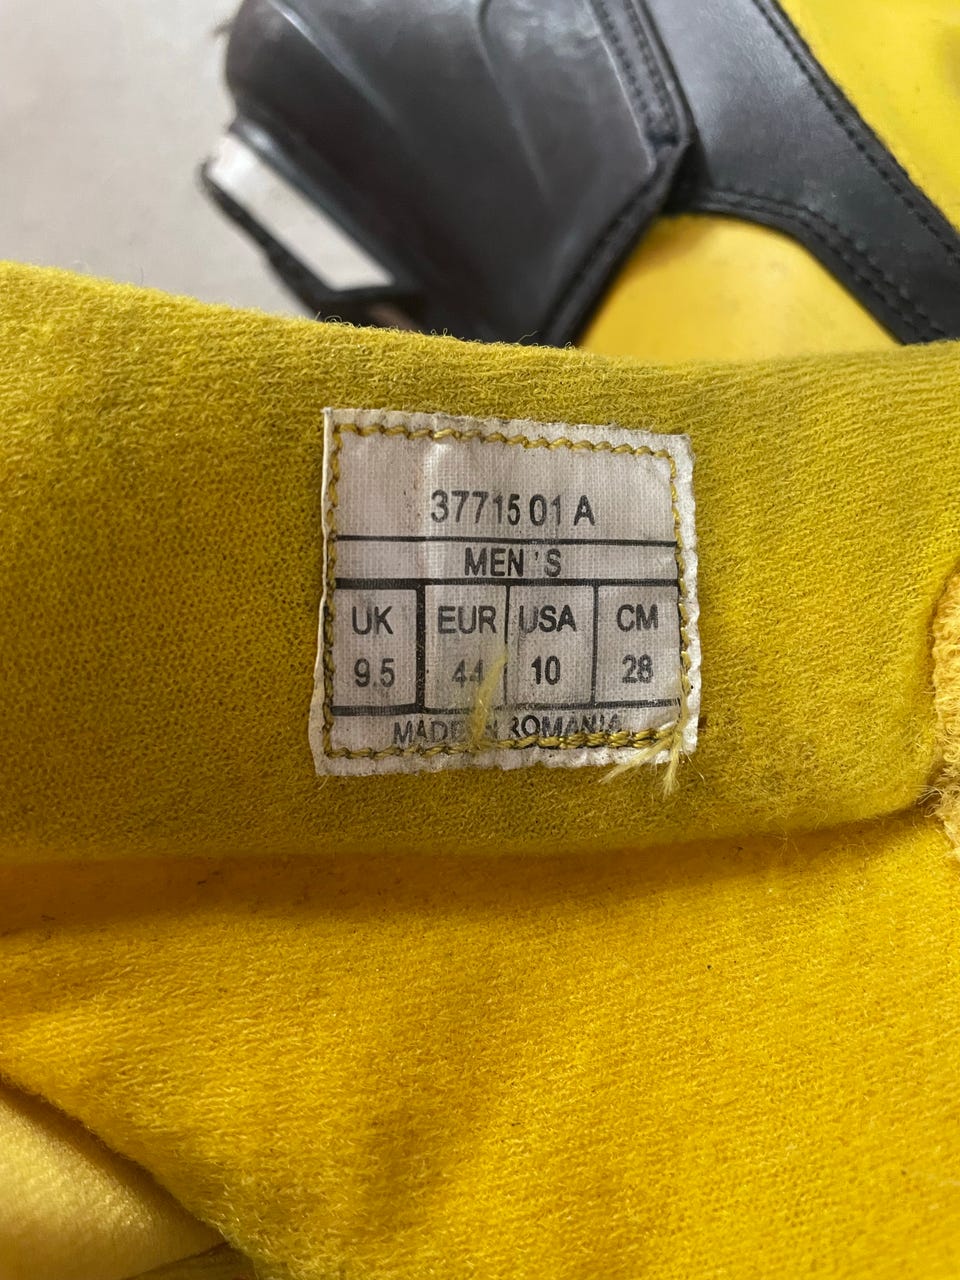 37715 01 A
MEN 'S
UK EUR USA CM
9.5 44 10 28
MADE IN ROMANIA